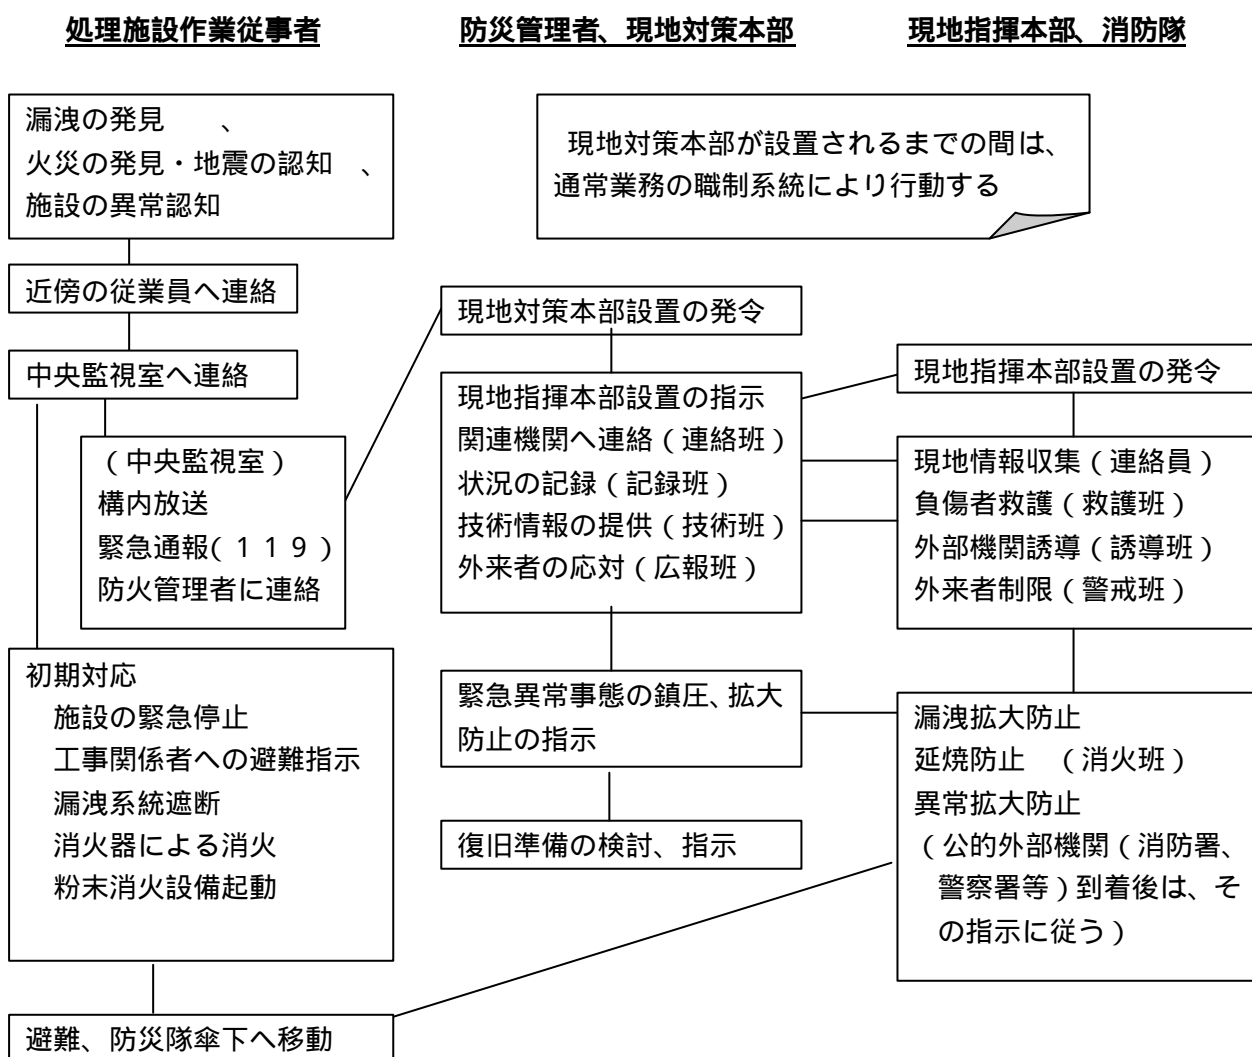 処理施設作業従事者
防災管理者、現地対策本部
現地指揮本部、消防隊
漏洩の発見　　、
火災の発見・地震の認知　、
施設の異常認知
現地対策本部が設置されるまでの間は、
通常業務の職制系統により行動する
近傍の従業員へ連絡
中央監視室へ連絡
（中央監視室）
構内放送
緊急通報(１１９)
防火管理者に連絡
初期対応
施設の緊急停止
工事関係者への避難指示
漏洩系統遮断
消火器による消火
粉末消火設備起動
避難、防災隊傘下へ移動
現地対策本部設置の発令
現地指揮本部設置の指示
関連機関へ連絡（連絡班）
状況の記録（記録班）
技術情報の提供（技術班）
外来者の応対（広報班）
緊急異常事態の鎮圧、拡大
防止の指示
復旧準備の検討、指示
現地指揮本部設置の発令
現地情報収集（連絡員）
負傷者救護（救護班）
外部機関誘導（誘導班）
外来者制限（警戒班）
漏洩拡大防止
延焼防止　（消火班）
異常拡大防止
（公的外部機関（消防署、
警察署等）到着後は、そ
の指示に従う）